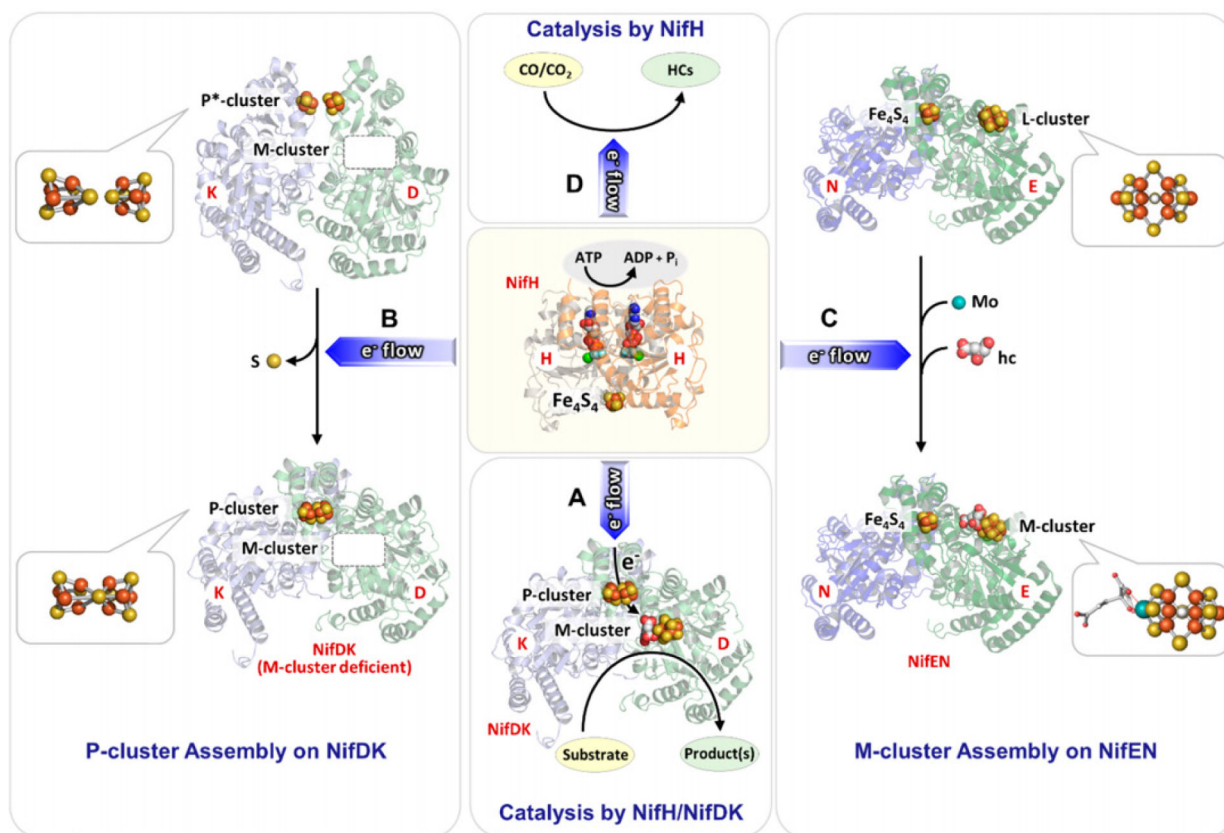 P*-cluster
M-cluster
K
D
B
e⁻ flow
S
P-cluster
M-cluster
K
D
NifDK
(M-cluster deficient)
P-cluster Assembly on NifDK
Catalysis by NifH
CO/CO₂
HCs
D
e⁻ flow
ATP
ADP + Pᵢ
NifH
H
H
Fe₄S₄
A
e⁻ flow
e⁻
P-cluster
M-cluster
K
D
NifDK
Substrate
Product(s)
Catalysis by NifH/NifDK
Fe₄S₄
L-cluster
N
E
C
e⁻ flow
Mo
hc
Fe₄S₄
M-cluster
N
E
NifEN
M-cluster Assembly on NifEN